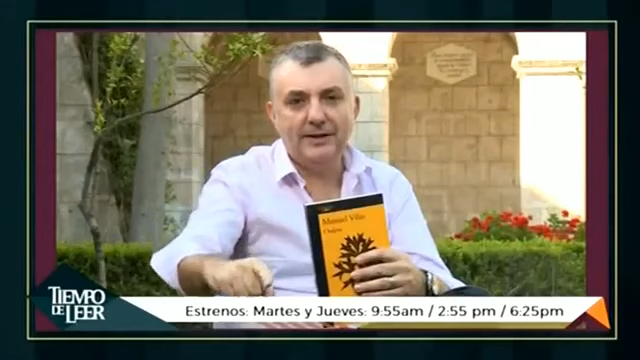 Manuel Vilas
Ordesa
TIEMPO
DE LEER
Estrenos: Martes y Jueves: 9:55am / 2:55 pm / 6:25pm